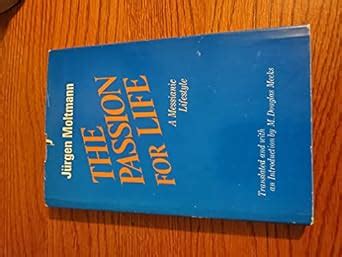 Jürgen Moltmann
THE
PASSION
FOR LIFE
A Messianic
Lifestyle
Translated and with
an Introduction by M. Douglas Meeks